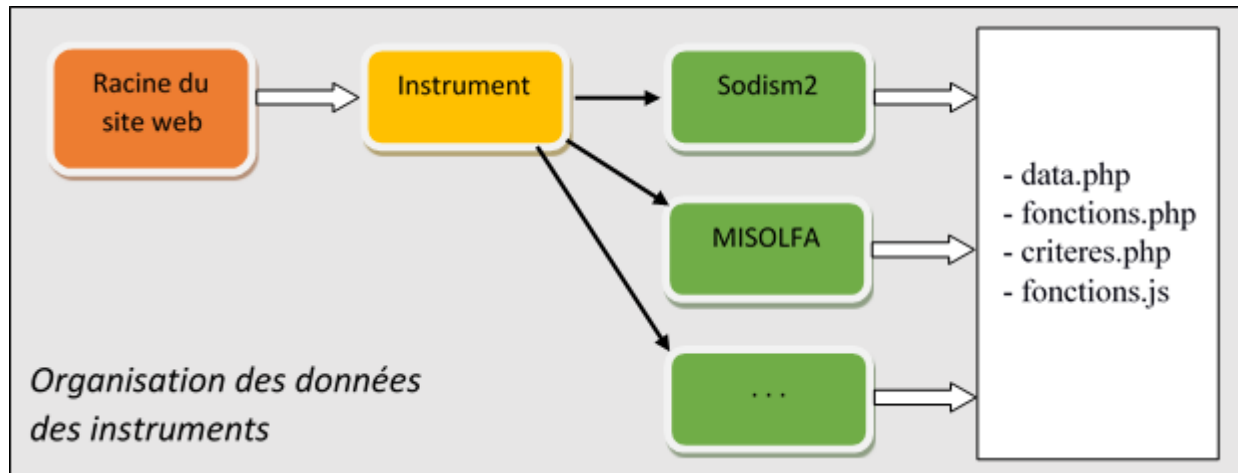 Racine du
site web
Instrument
Sodism2
MISOLFA
. . .
- data.php
- fonctions.php
- criteres.php
- fonctions.js
Organisation des données
des instruments